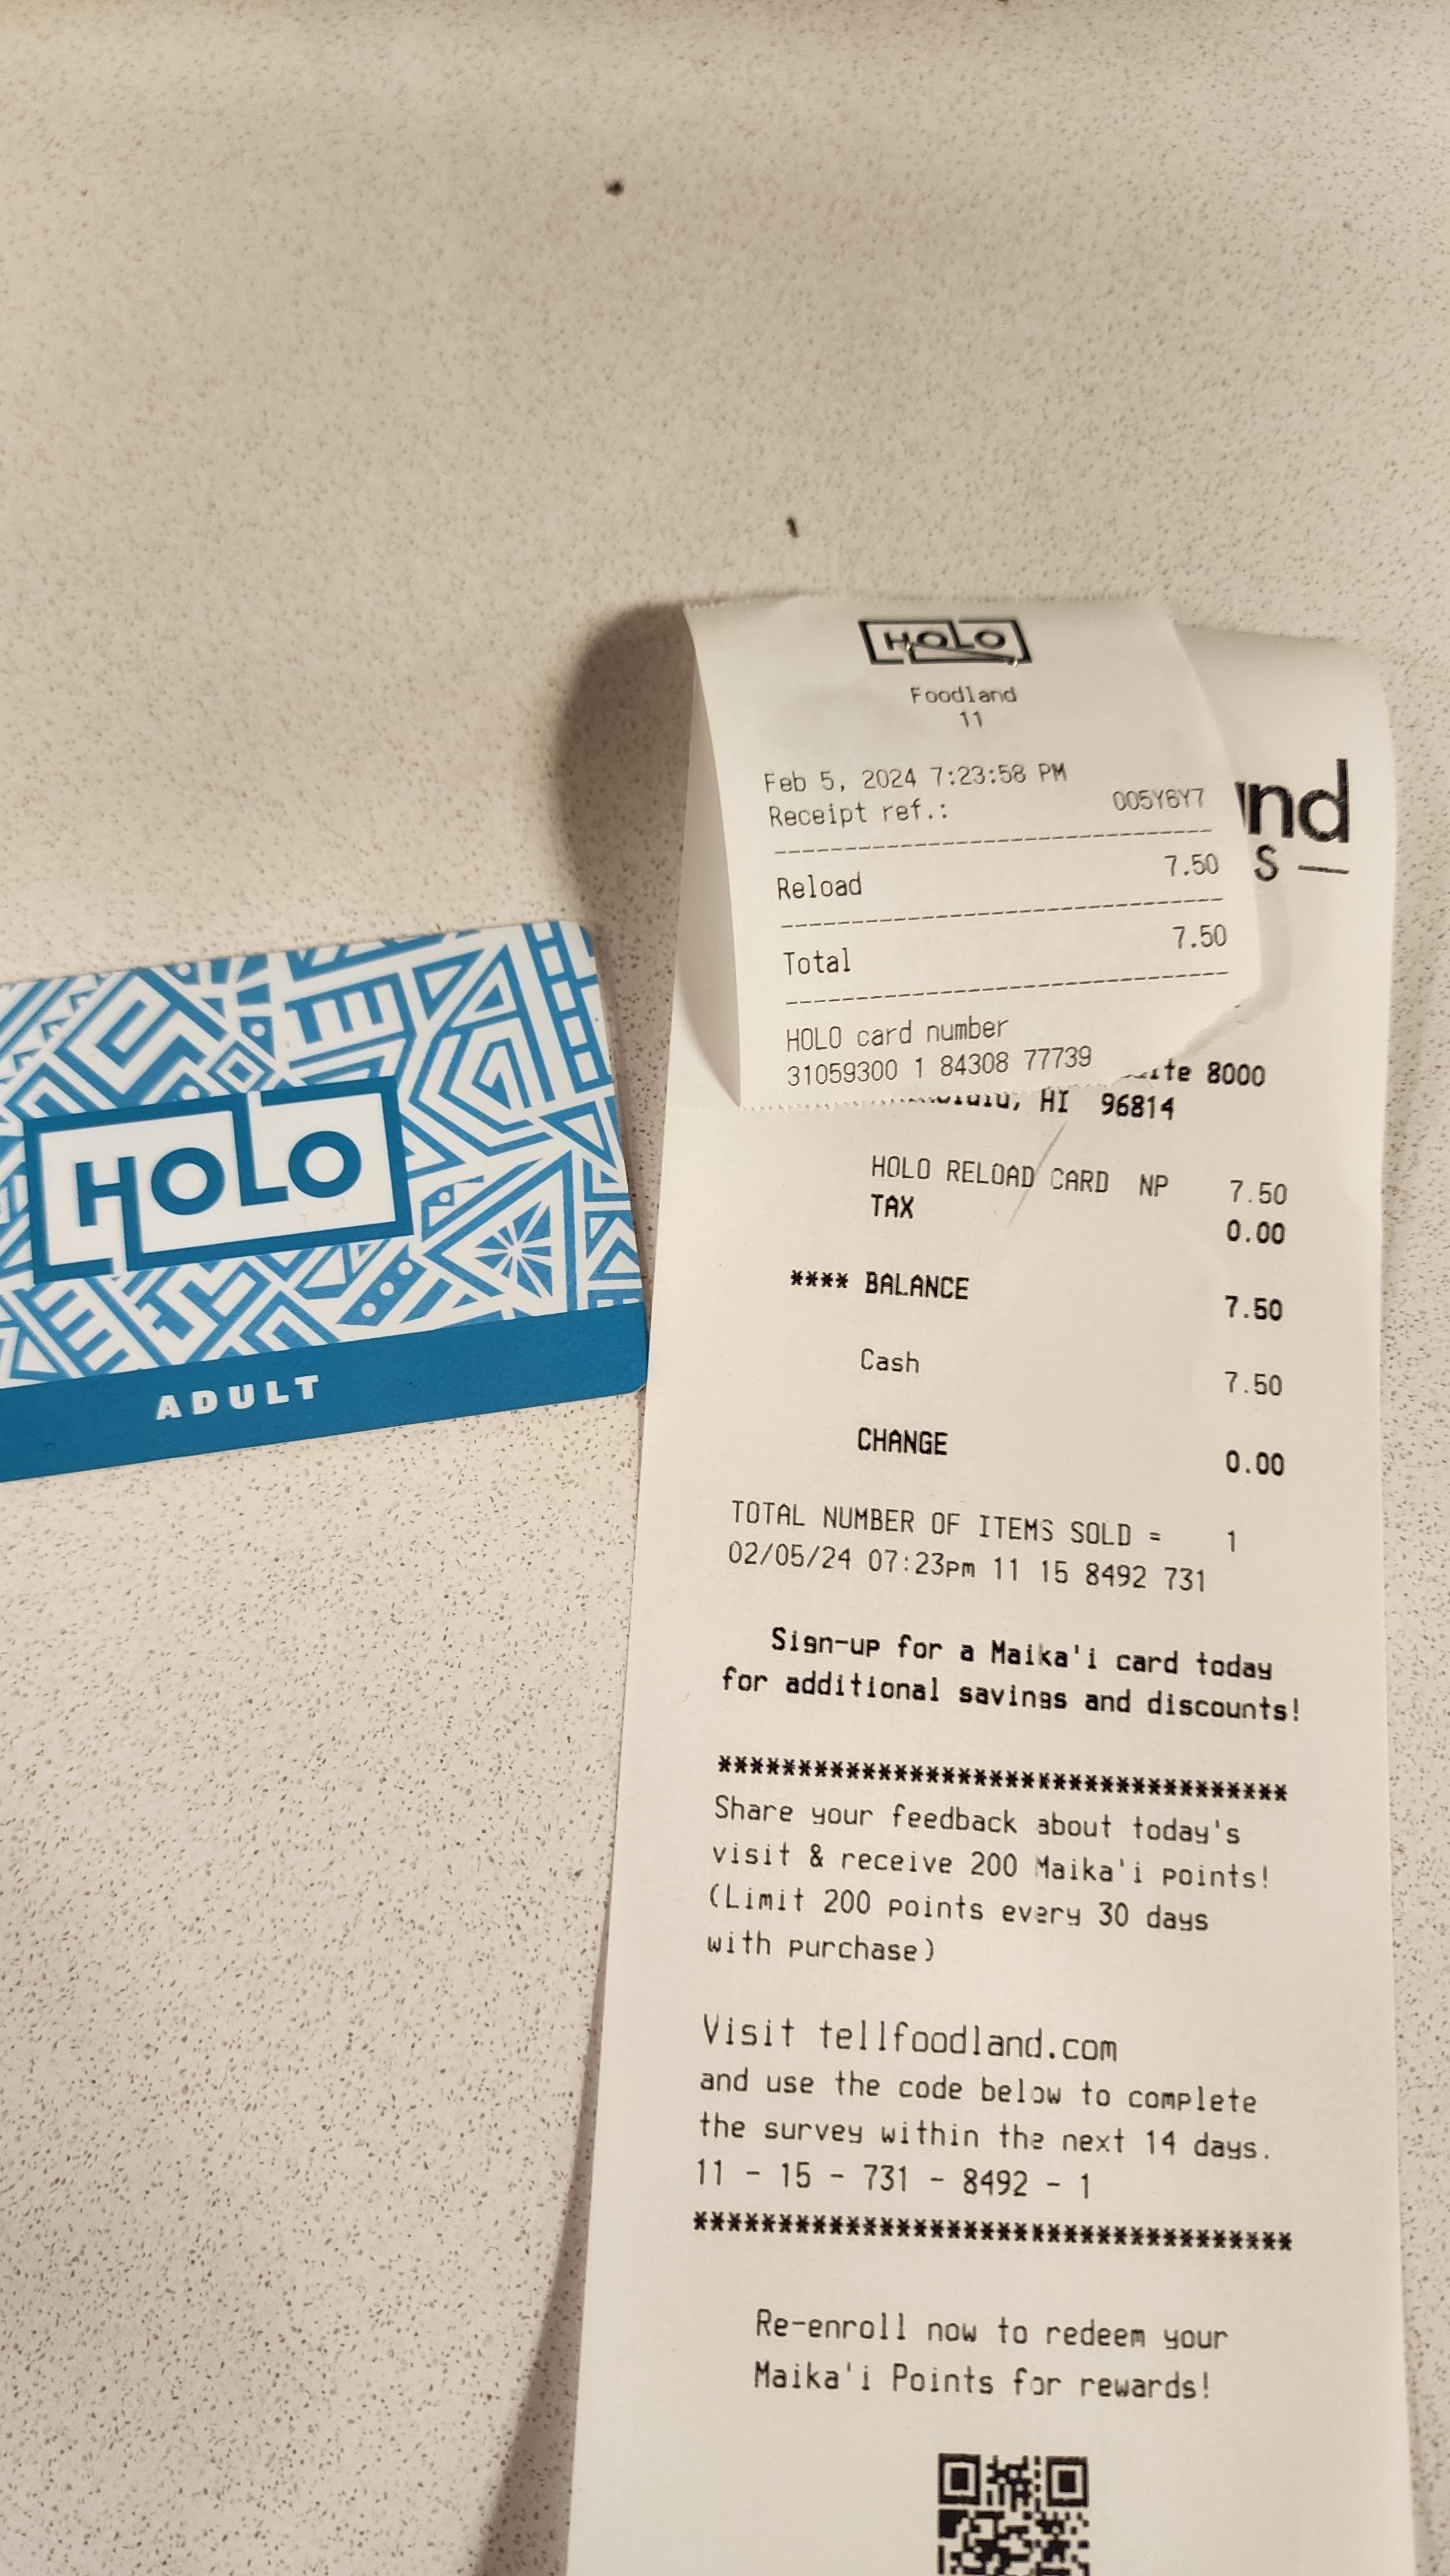 HOLO
ADULT
HOLO
Foodland
11
Feb 5, 2024 7:23:58 PM
Receipt ref.: 005Y6Y7
Reload 7.50
Total 7.50
HOLO card number
31059300 1 84308 77739
8000
HI 96814
HOLO RELOAD CARD NP 7.50
TAX 0.00
**** BALANCE 7.50
Cash 7.50
CHANGE 0.00
TOTAL NUMBER OF ITEMS SOLD = 1
02/05/24 07:23pm 11 15 8492 731
Sign-up for a Maika'i card today
for additional savings and discounts!
************************************
Share your feedback about today's
visit & receive 200 Maika'i points!
(Limit 200 points every 30 days
with purchase)
Visit tellfoodland.com
and use the code below to complete
the survey within the next 14 days.
11 - 15 - 731 - 8492 - 1
************************************
Re-enroll now to redeem your
Maika'i Points for rewards!